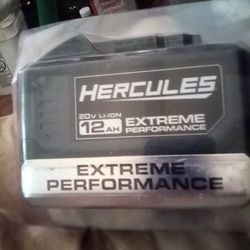 HERCULES
20V LI-ION
12AH EXTREME
PERFORMANCE
EXTREME
PERFORMANCE